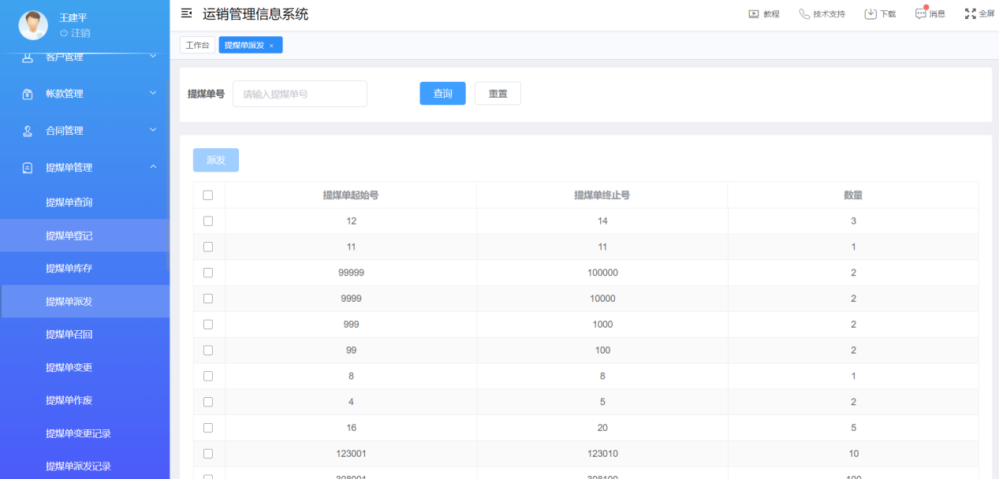 王建平
注销
客户管理
帐款管理
合同管理
提煤单管理
提煤单查询
提煤单登记
提煤单库存
提煤单派发
提煤单召回
提煤单变更
提煤单作废
提煤单变更记录
提煤单派发记录
运销管理信息系统
教程 技术支持 下载 消息 全屏
工作台 提煤单派发 ×
提煤单号 请输入提煤单号 查询 重置
派发
提煤单起始号 提煤单终止号 数量
12 14 3
11 11 1
99999 100000 2
9999 10000 2
999 1000 2
99 100 2
8 8 1
4 5 2
16 20 5
123001 123010 10
308001 308100 100